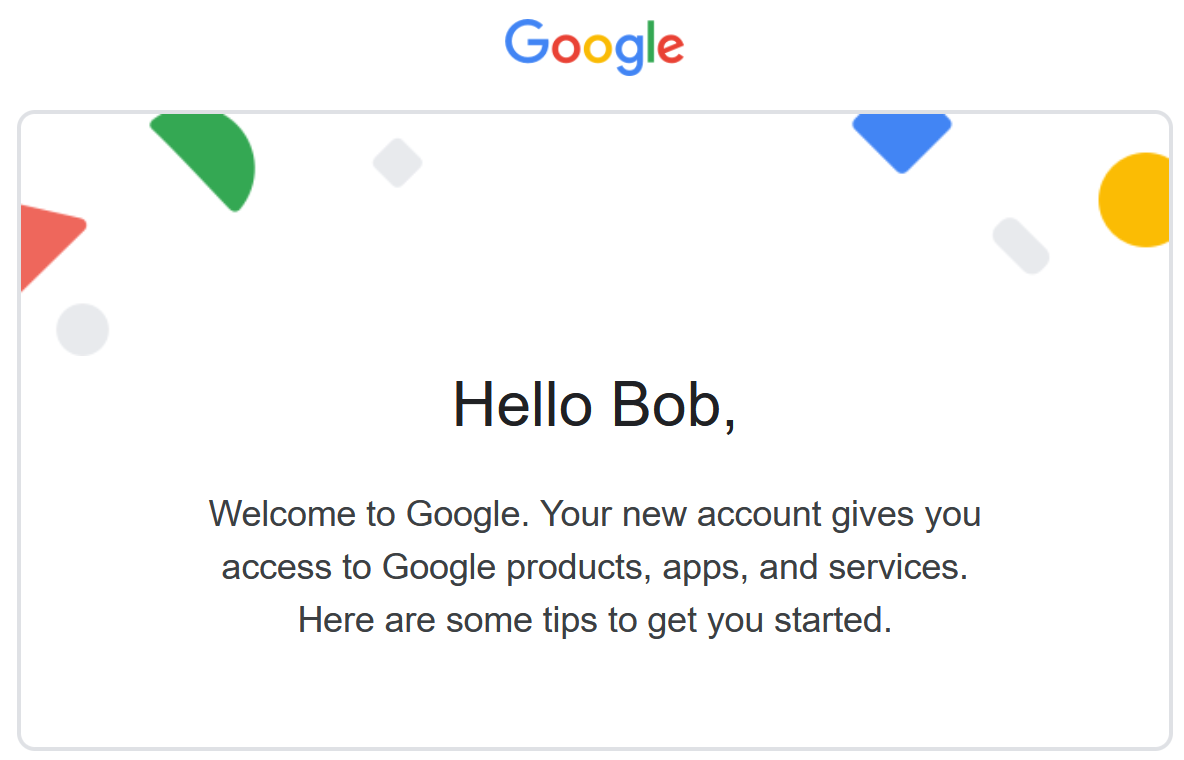 Google
Hello Bob,
Welcome to Google. Your new account gives you
access to Google products, apps, and services.
Here are some tips to get you started.